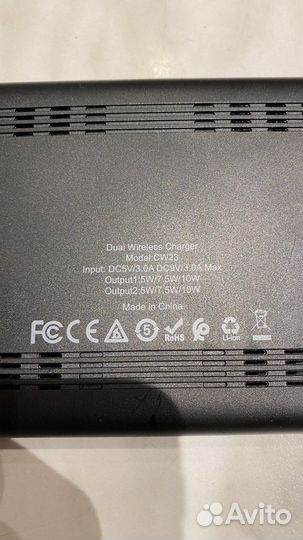 Dual Wireless Charger
Model:CW23
Input: DC5V/3.0A DC9V/3.0A Max
Output1:5W/7.5W/10W
Output2:5W/7.5W/10W
Made in China
FC CE 5 RoHS Li-ion
Avito